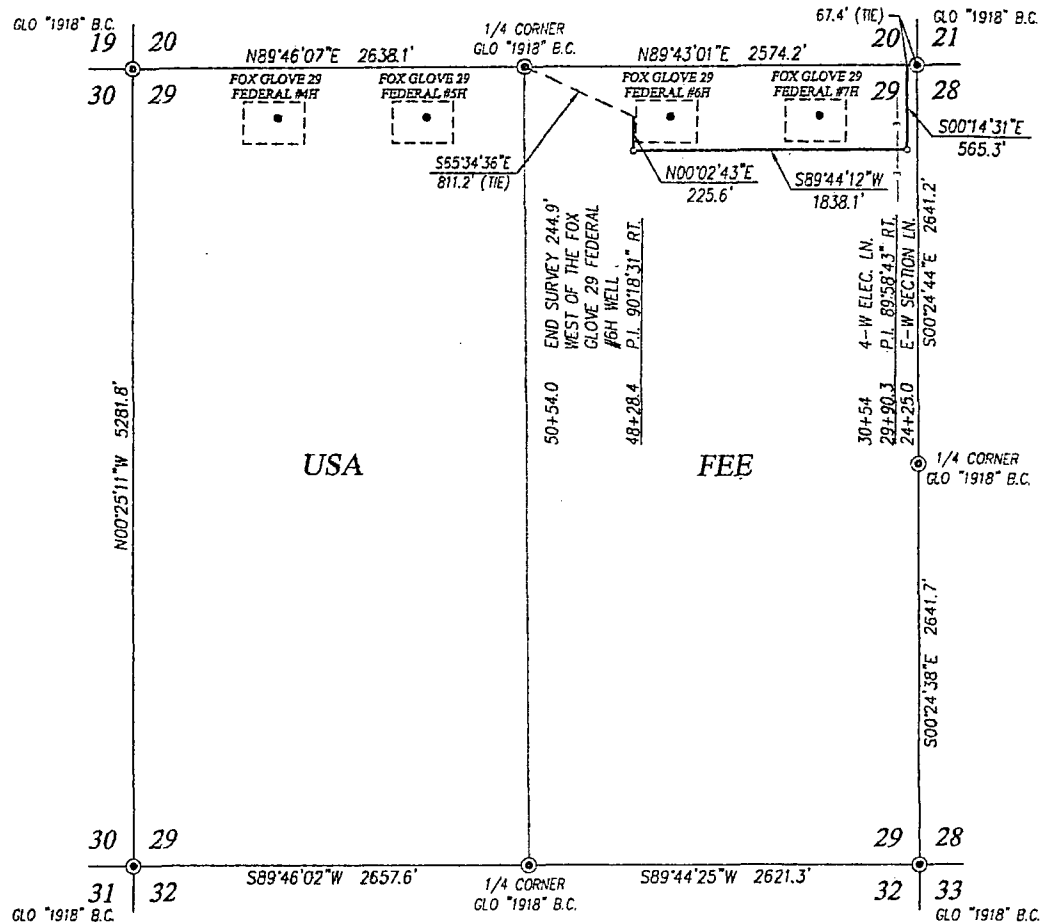 GLO "1918" B.C.
19 20
1/4 CORNER
GLO "1918" B.C.
67.4' (TIE)
GLO "1918" B.C.
20 21
N89°46'07"E 2638.1'
N89°43'01"E 2574.2'
30 29
29 28
FOX GLOVE 29
FEDERAL #4H
FOX GLOVE 29
FEDERAL #5H
FOX GLOVE 29
FEDERAL #6H
FOX GLOVE 29
FEDERAL #7H
S00°14'31"E
565.3'
S65°34'36"E
811.2' (TIE)
N00°02'43"E
225.6'
S89°44'12"W
1838.1'
50+54.0 END SURVEY 244.9'
WEST OF THE FOX
GLOVE 29 FEDERAL
#6H WELL
48+28.4 P.I. 90°18'31" RT.
30+54 4-W ELEC. LN.
29+90.3 P.I. 89°58'43" RT.
24+25.0 E-W SECTION LN.
S00°24'44"E 2641.2'
N00°25'11"W 5281.8'
USA
FEE
1/4 CORNER
GLO "1918" B.C.
S00°24'38"E 2641.7'
30 29
29 28
S89°46'02"W 2657.6'
S89°44'25"W 2621.3'
31 32
1/4 CORNER
GLO "1918" B.C.
32 33
GLO "1918" B.C.
GLO "1918" B.C.